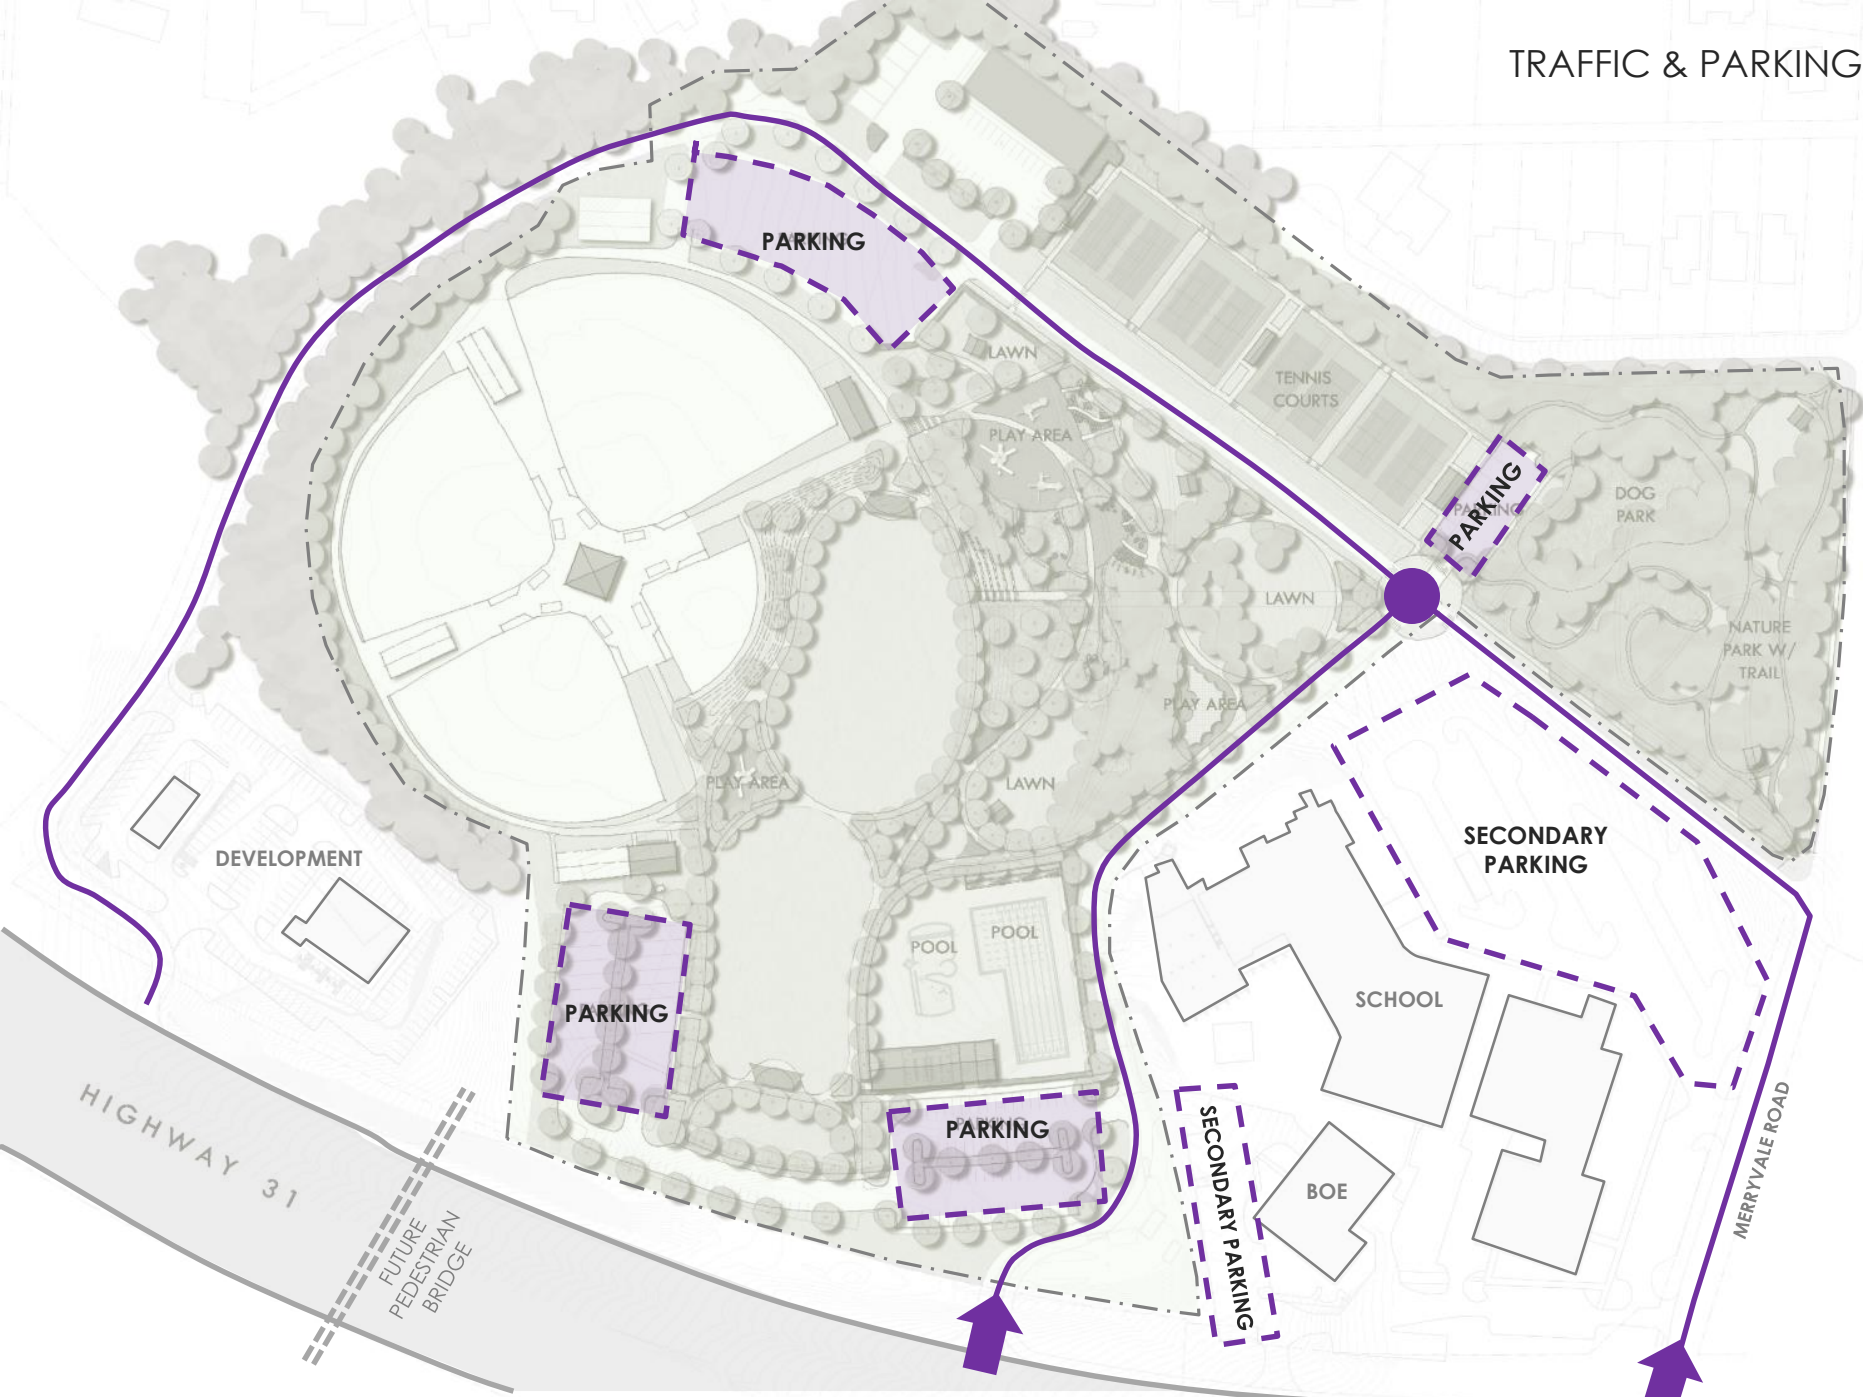 TRAFFIC & PARKING
PARKING
LAWN
TENNIS
COURTS
PLAY AREA
PARKING
PARKING
DOG
PARK
LAWN
NATURE
PARK W/
TRAIL
PLAY AREA
PLAY AREA
LAWN
SECONDARY
PARKING
DEVELOPMENT
POOL
POOL
SCHOOL
PARKING
PARKING
SECONDARY PARKING
BOE
MERRYVALE ROAD
HIGHWAY 31
FUTURE
PEDESTRIAN
BRIDGE